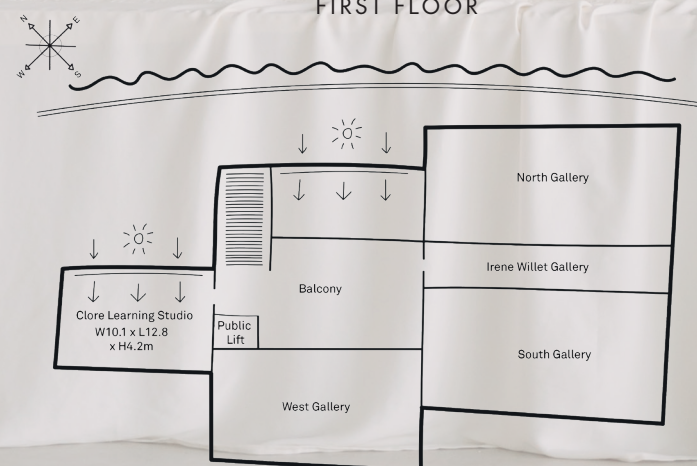 FIRST FLOOR
N
E
W
S
North Gallery
Irene Willet Gallery
Balcony
Clore Learning Studio
W10.1 x L12.8
x H4.2m
Public
Lift
South Gallery
West Gallery